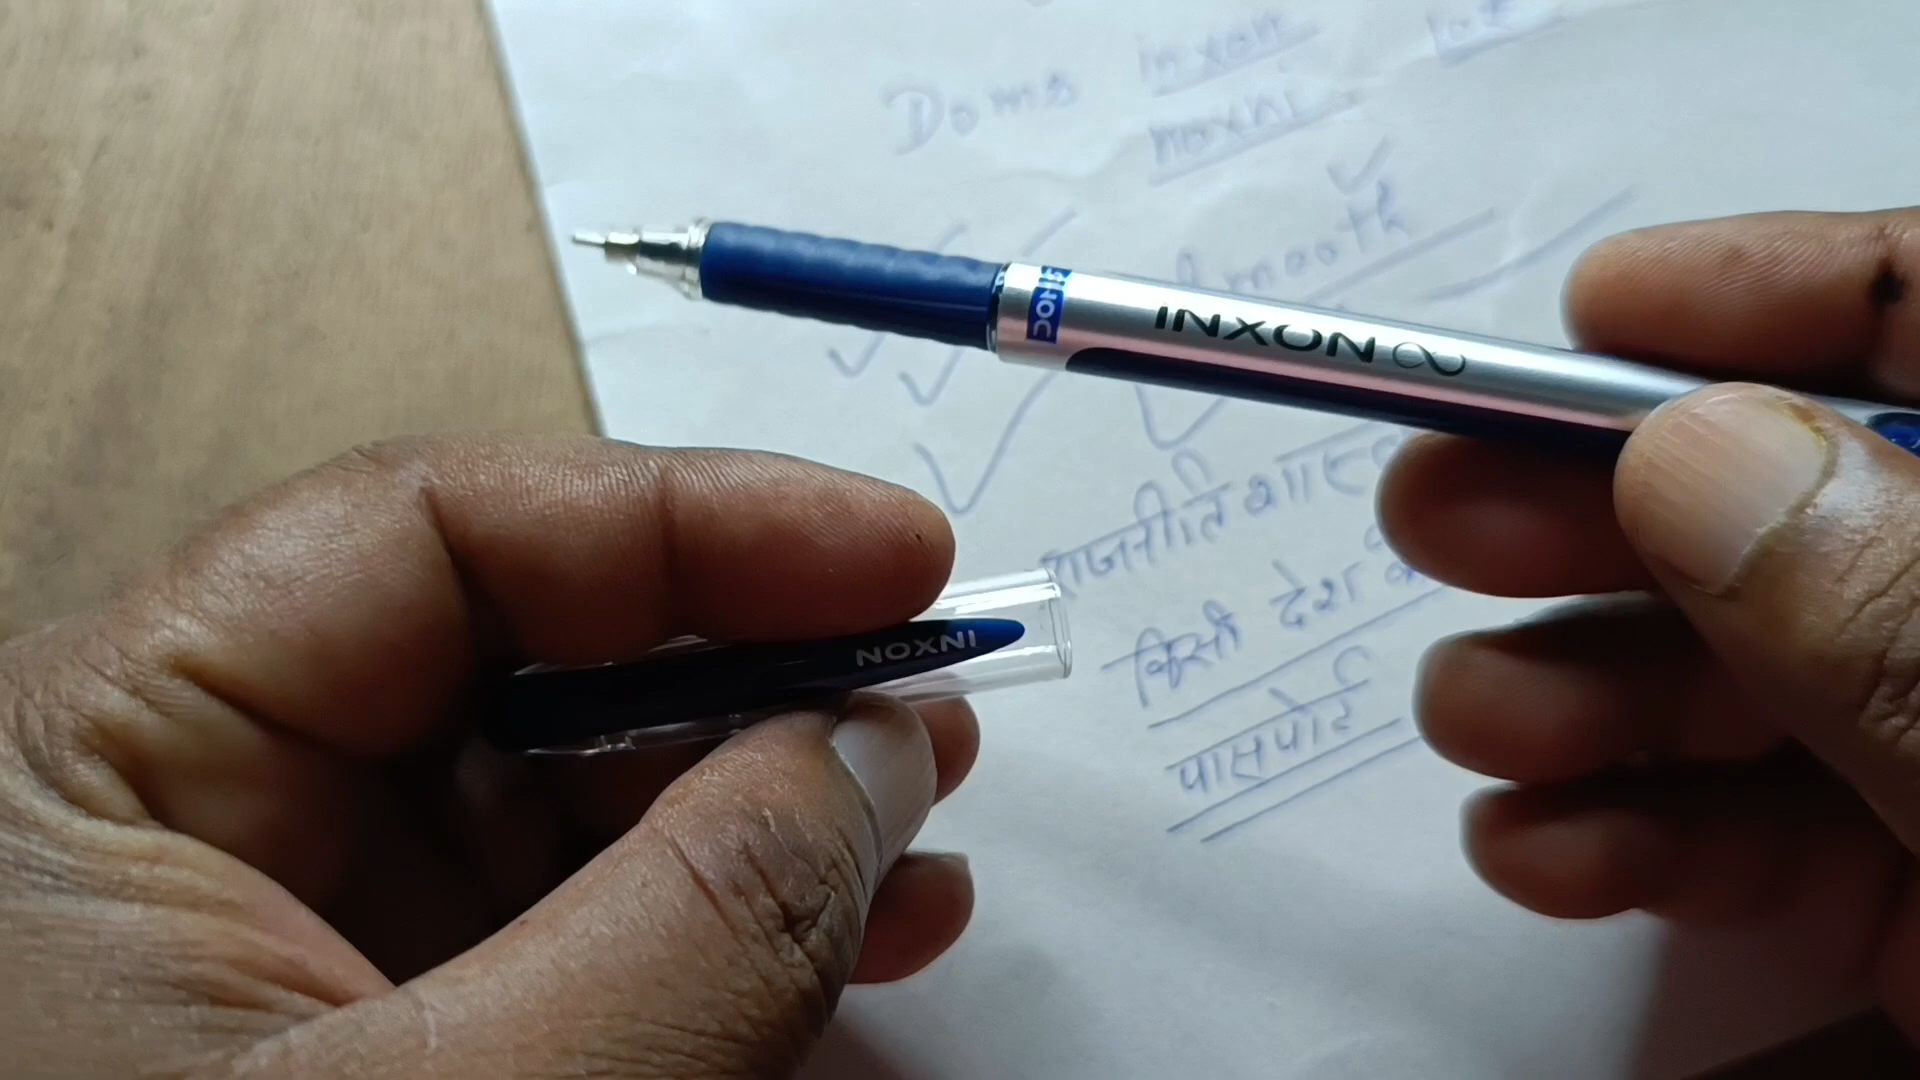 Doms inxon
noxni
smooth
राजनीति शास्त्र
किसी देश
पासपोर्ट
DOMS
INXON
INXON